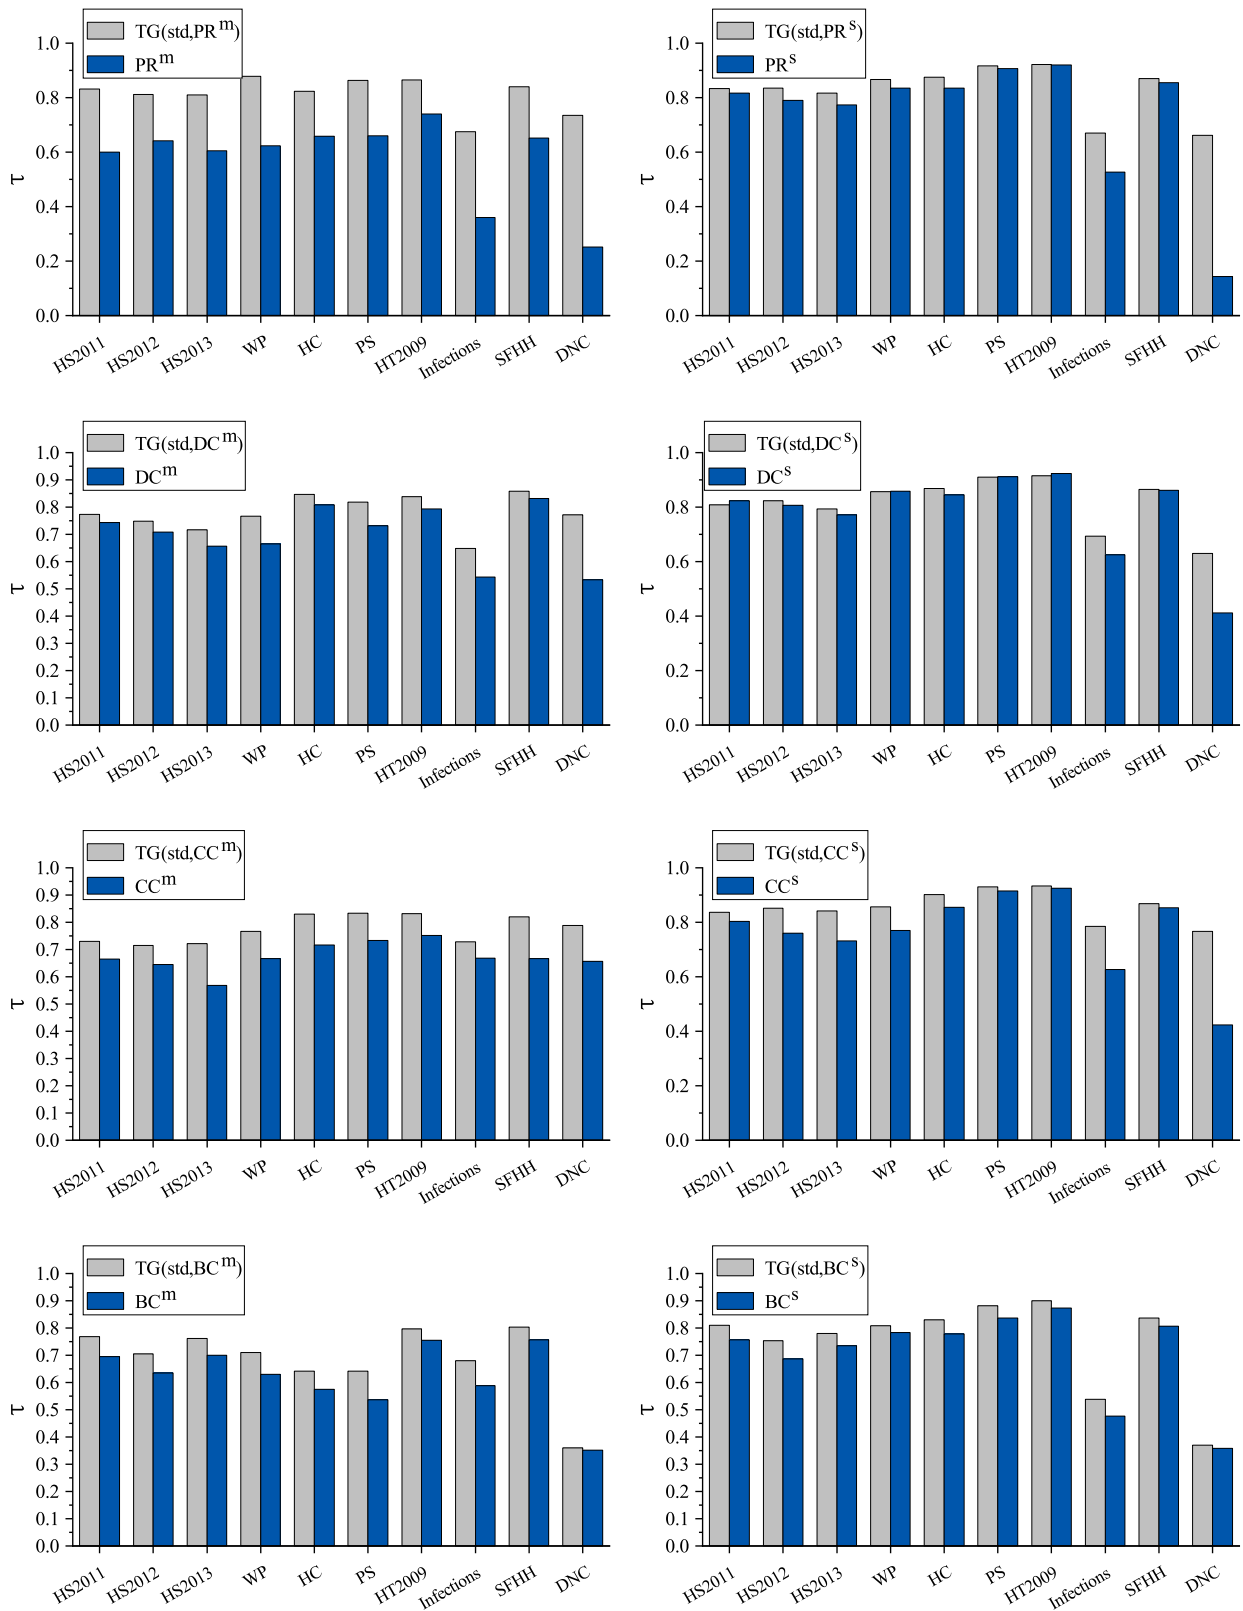 TG(std,PR^m)
PR^m
1.0
0.8
0.6
0.4
0.2
0.0
τ
HS2011 HS2012 HS2013 WP HC PS HT2009 Infections SFHH DNC
TG(std,PR^s)
PR^s
1.0
0.8
0.6
0.4
0.2
0.0
τ
HS2011 HS2012 HS2013 WP HC PS HT2009 Infections SFHH DNC
TG(std,DC^m)
DC^m
1.0
0.9
0.8
0.7
0.6
0.5
0.4
0.3
0.2
0.1
0.0
τ
HS2011 HS2012 HS2013 WP HC PS HT2009 Infections SFHH DNC
TG(std,DC^s)
DC^s
1.0
0.8
0.6
0.4
0.2
0.0
τ
HS2011 HS2012 HS2013 WP HC PS HT2009 Infections SFHH DNC
TG(std,CC^m)
CC^m
1.0
0.9
0.8
0.7
0.6
0.5
0.4
0.3
0.2
0.1
0.0
τ
HS2011 HS2012 HS2013 WP HC PS HT2009 Infections SFHH DNC
TG(std,CC^s)
CC^s
1.0
0.8
0.6
0.4
0.2
0.0
τ
HS2011 HS2012 HS2013 WP HC PS HT2009 Infections SFHH DNC
TG(std,BC^m)
BC^m
1.0
0.9
0.8
0.7
0.6
0.5
0.4
0.3
0.2
0.1
0.0
τ
HS2011 HS2012 HS2013 WP HC PS HT2009 Infections SFHH DNC
TG(std,BC^s)
BC^s
1.0
0.9
0.8
0.7
0.6
0.5
0.4
0.3
0.2
0.1
0.0
τ
HS2011 HS2012 HS2013 WP HC PS HT2009 Infections SFHH DNC